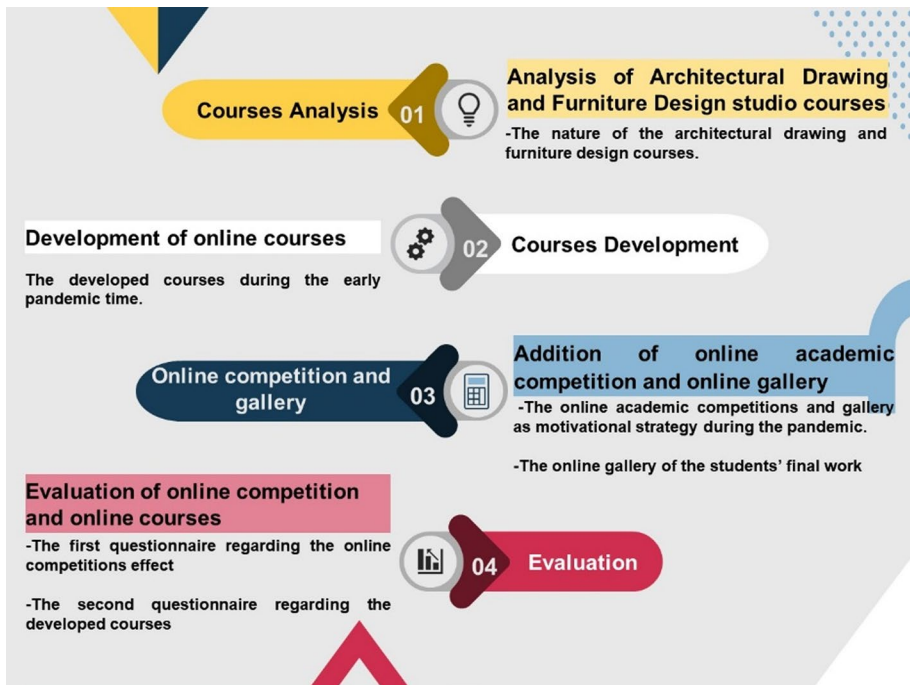 Courses Analysis
01
Analysis of Architectural Drawing
and Furniture Design studio courses
-The nature of the architectural drawing and
furniture design courses.
Development of online courses
The developed courses during the early
pandemic time.
02
Courses Development
Online competition and
gallery
03
Addition of online academic
competition and online gallery
-The online academic competitions and gallery
as motivational strategy during the pandemic.
-The online gallery of the students’ final work
Evaluation of online competition
and online courses
-The first questionnaire regarding the online
competitions effect
-The second questionnaire regarding the
developed courses
04
Evaluation